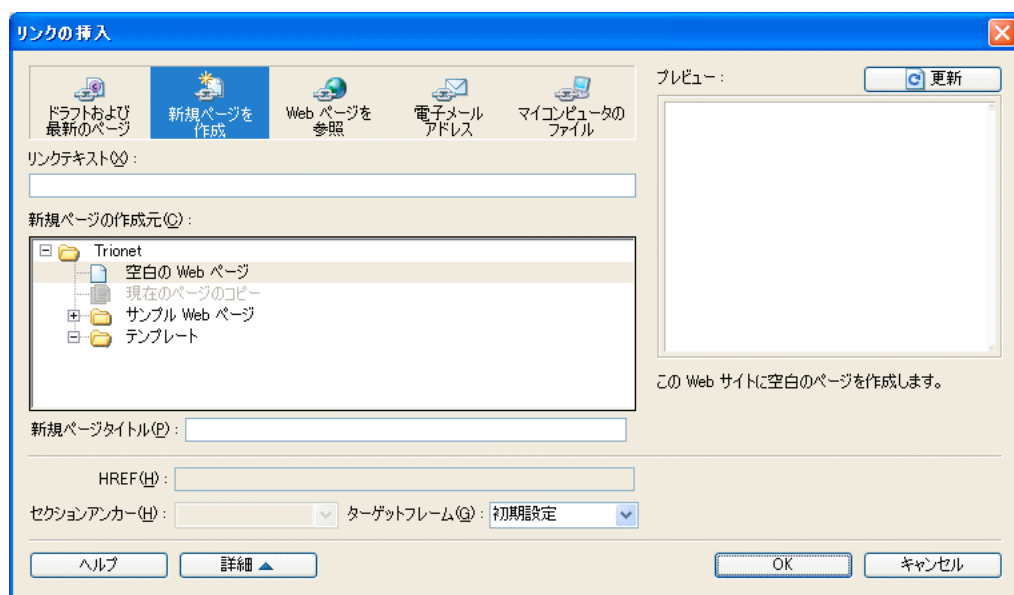 リンクの挿入
ドラフトおよび
最新のページ
新規ページを
作成
Web ページを
参照
電子メール
アドレス
マイコンピュータの
ファイル
プレビュー :
更新
リンクテキスト(X) :
新規ページの作成元(C) :
Trionet
空白の Web ページ
現在のページのコピー
サンプル Web ページ
テンプレート
この Web サイトに空白のページを作成します。
新規ページタイトル(P) :
HREF(H) :
セクションアンカー(H) :
ターゲットフレーム(G) : 初期設定
ヘルプ
詳細
OK
キャンセル